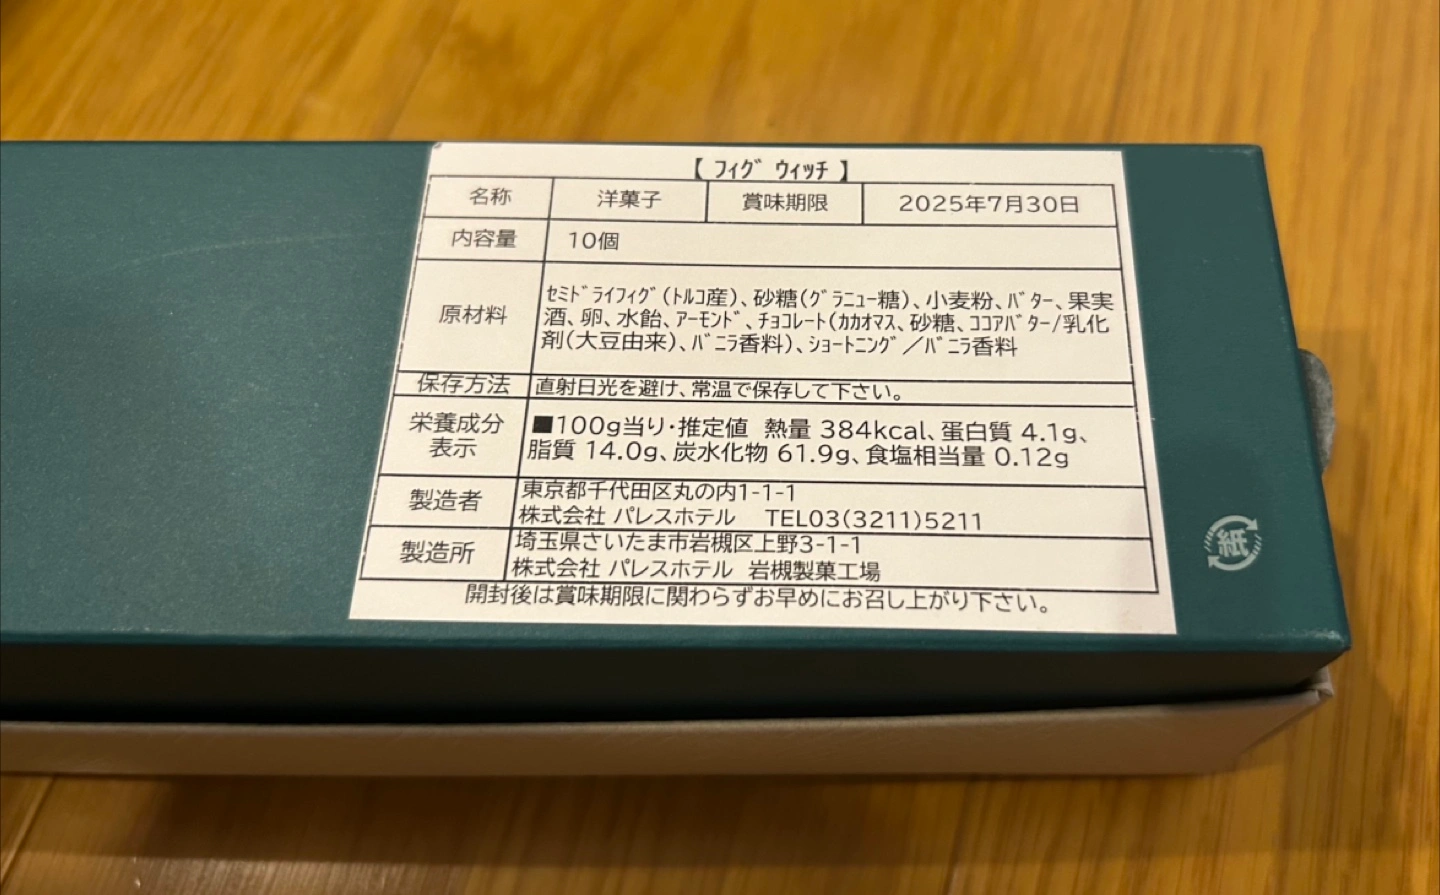 【 フィグ ウィッチ 】
名称 洋菓子 賞味期限 2025年7月30日
内容量 10個
原材料 セミドライフィグ(トルコ産)、砂糖(グラニュー糖)、小麦粉、バター、果実
酒、卵、水飴、アーモンド、チョコレート(カカオマス、砂糖、ココアバター/乳化
剤(大豆由来)、バニラ香料)、ショートニング/バニラ香料
保存方法 直射日光を避け、常温で保存して下さい。
栄養成分
表示
■100g当り・推定値 熱量 384kcal、蛋白質 4.1g、
脂質 14.0g、炭水化物 61.9g、食塩相当量 0.12g
製造者 東京都千代田区丸の内1-1-1
株式会社 パレスホテル TEL03(3211)5211
製造所 埼玉県さいたま市岩槻区上野3-1-1
株式会社 パレスホテル 岩槻製菓工場
開封後は賞味期限に関わらずお早めにお召し上がり下さい。
紙